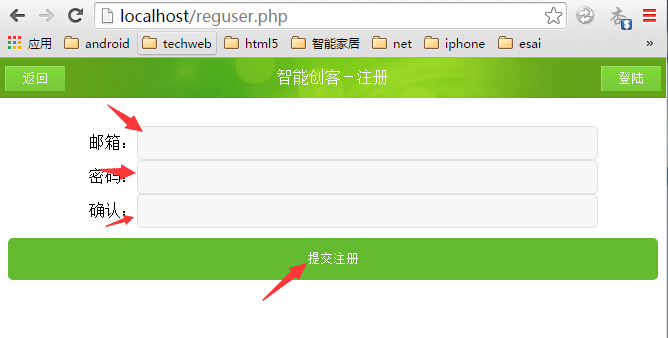 localhost/reguser.php
应用 android techweb html5 智能家居 net iphone esai »
返回 智能创客－注册 登陆
邮箱：
密码：
确认：
提交注册